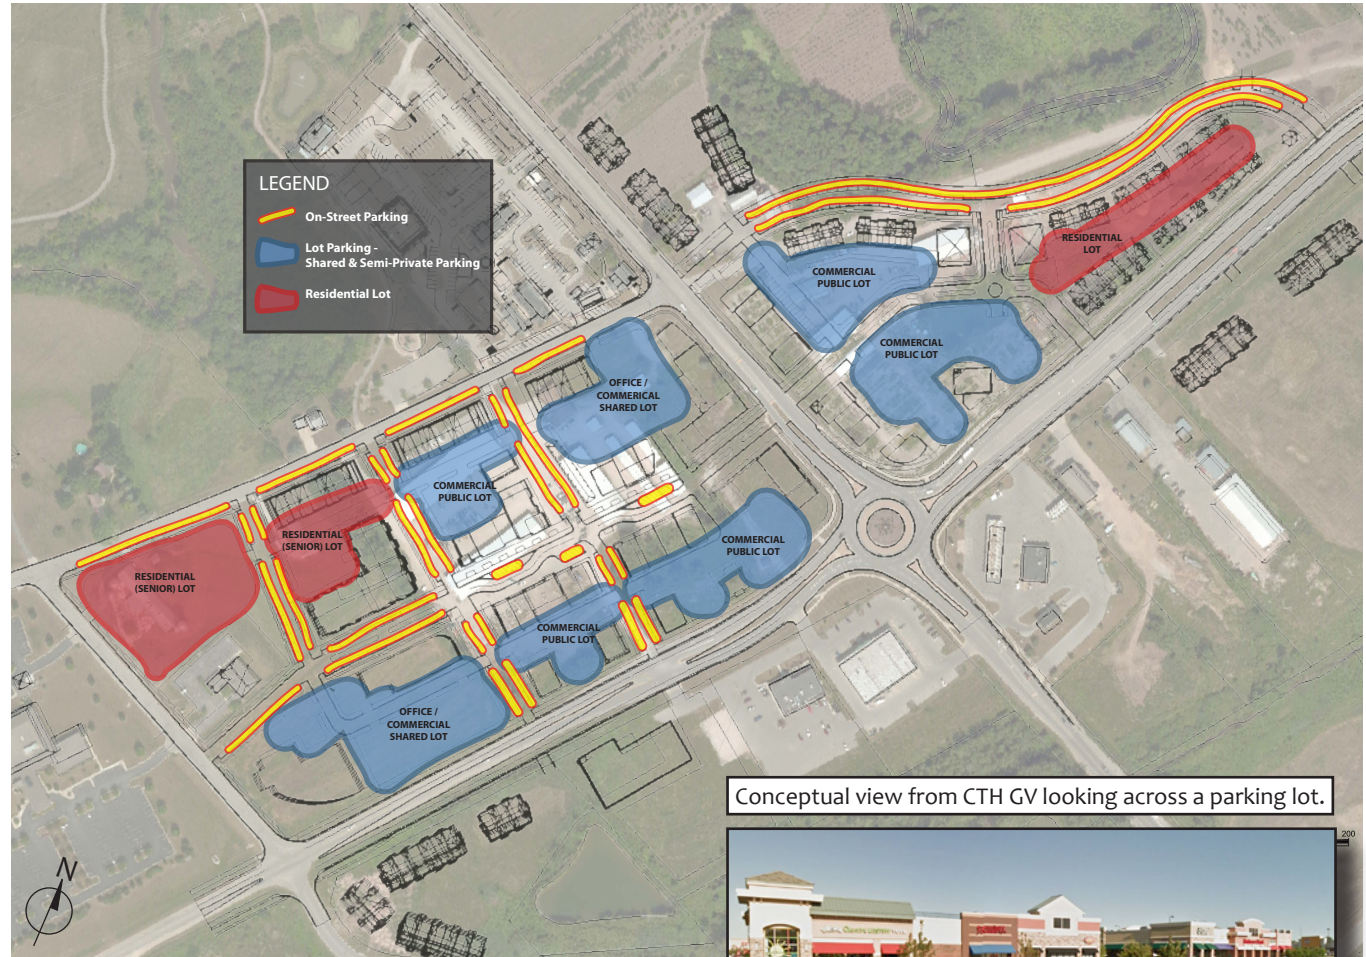 LEGEND
On-Street Parking
Lot Parking -
Shared & Semi-Private Parking
Residential Lot
RESIDENTIAL
LOT
COMMERCIAL
PUBLIC LOT
COMMERCIAL
PUBLIC LOT
OFFICE /
COMMERICAL
SHARED LOT
COMMERCIAL
PUBLIC LOT
RESIDENTIAL
(SENIOR) LOT
COMMERCIAL
PUBLIC LOT
RESIDENTIAL
(SENIOR) LOT
COMMERCIAL
PUBLIC LOT
OFFICE /
COMMERCIAL
SHARED LOT
Conceptual view from CTH GV looking across a parking lot.
200
N